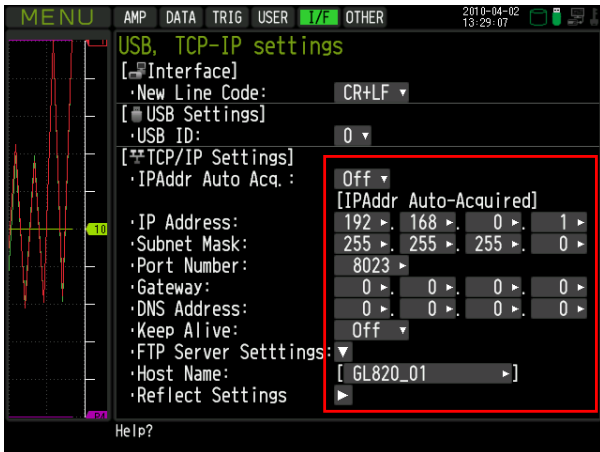 MENU AMP DATA TRIG USER I/F OTHER 2010-04-02
13:29:07
USB, TCP-IP settings
[Interface]
·New Line Code: CR+LF
[USB Settings]
·USB ID: 0
[TCP/IP Settings]
·IPAddr Auto Acq.: Off
[IPAddr Auto-Acquired]
·IP Address: 192 . 168 . 0 . 1
·Subnet Mask: 255 . 255 . 255 . 0
·Port Number: 8023
·Gateway: 0 . 0 . 0 . 0
·DNS Address: 0 . 0 . 0 . 0
·Keep Alive: Off
·FTP Server Setttings:
·Host Name: [ GL820_01 ]
·Reflect Settings
Help?
10